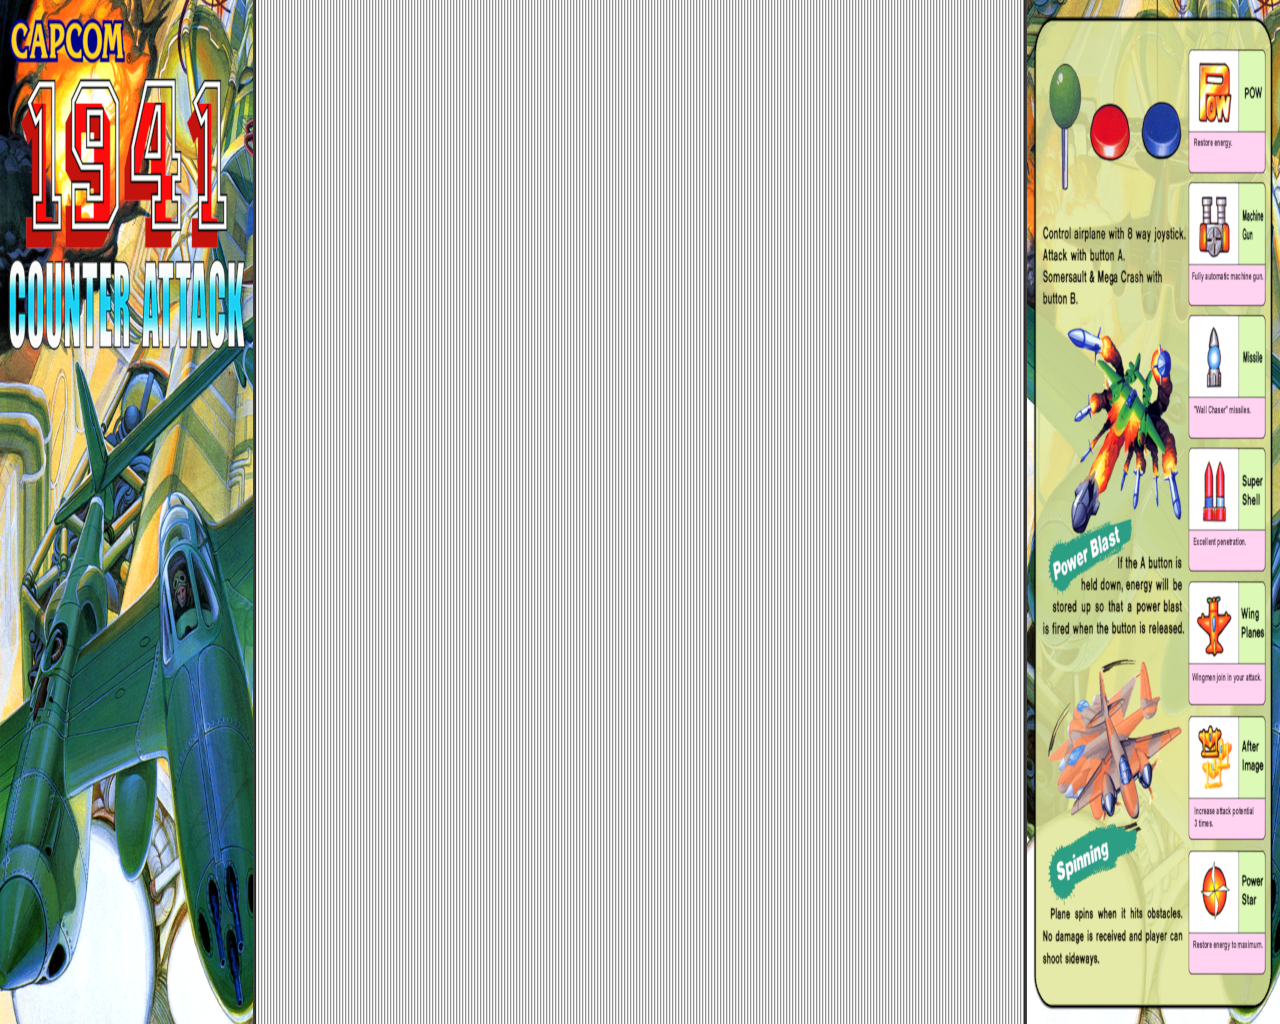 CAPCOM
1941
COUNTER ATTACK
Control airplane with 8 way joystick.
Attack with button A.
Somersault & Mega Crash with
button B.
Power Blast
If the A button is
held down, energy will be
stored up so that a power blast
is fired when the button is released.
Spinning
Plane spins when it hits obstacles.
No damage is received and player can
shoot sideways.
POW
POW
Restore energy.
Machine
Gun
Fully automatic machine gun.
Missile
"Wall Chaser" missiles.
Super
Shell
Excellent penetration.
Wing
Planes
Wingmen join in your attack.
After
Image
Increase attack potential
3 times.
Power
Star
Restore energy to maximum.